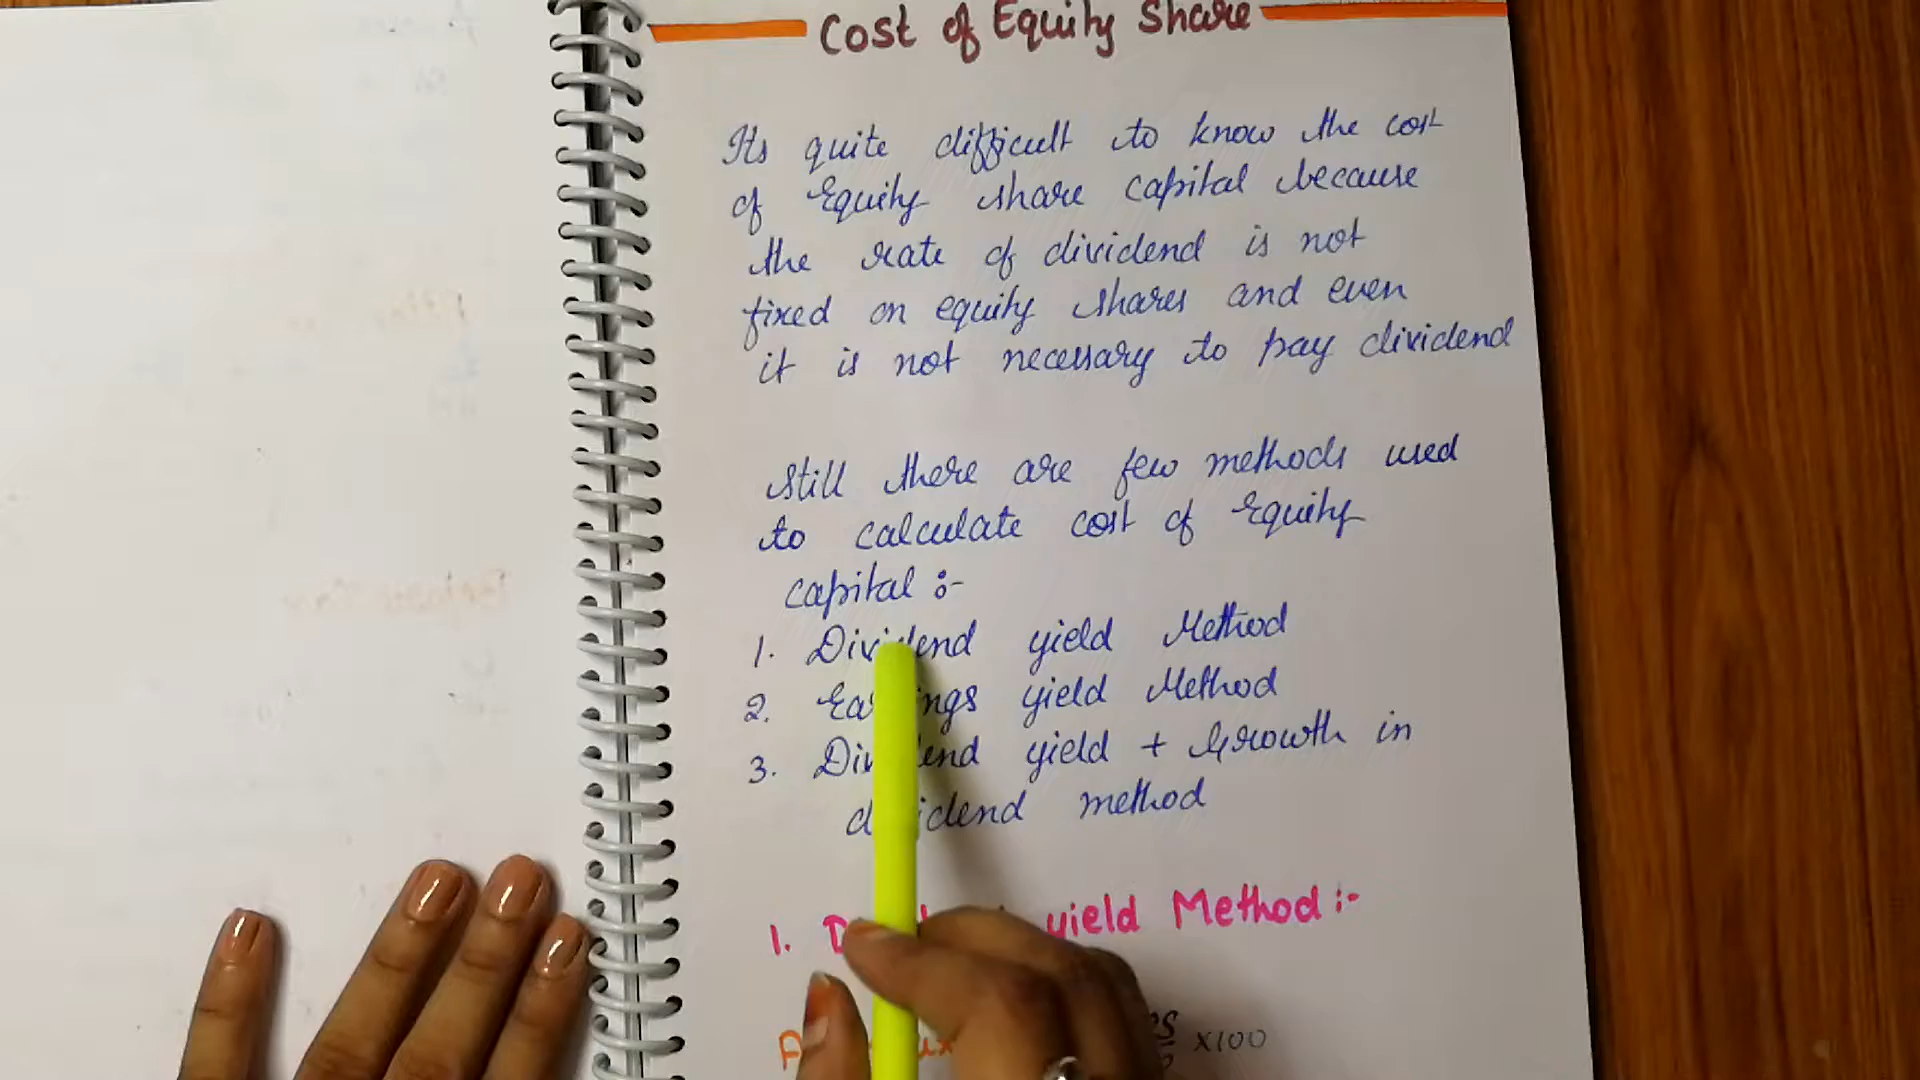 Cost of Equity Share
Its quite difficult to know the cost
of Equity share capital because
the rate of dividend is not
fixed on equity shares and even
it is not necessary to pay dividend
Still there are few methods used
to calculate cost of Equity
capital :-
1. Dividend yield Method
2. Earnings yield Method
3. Dividend yield + Growth in
dividend method
1. yield Method :-
x100